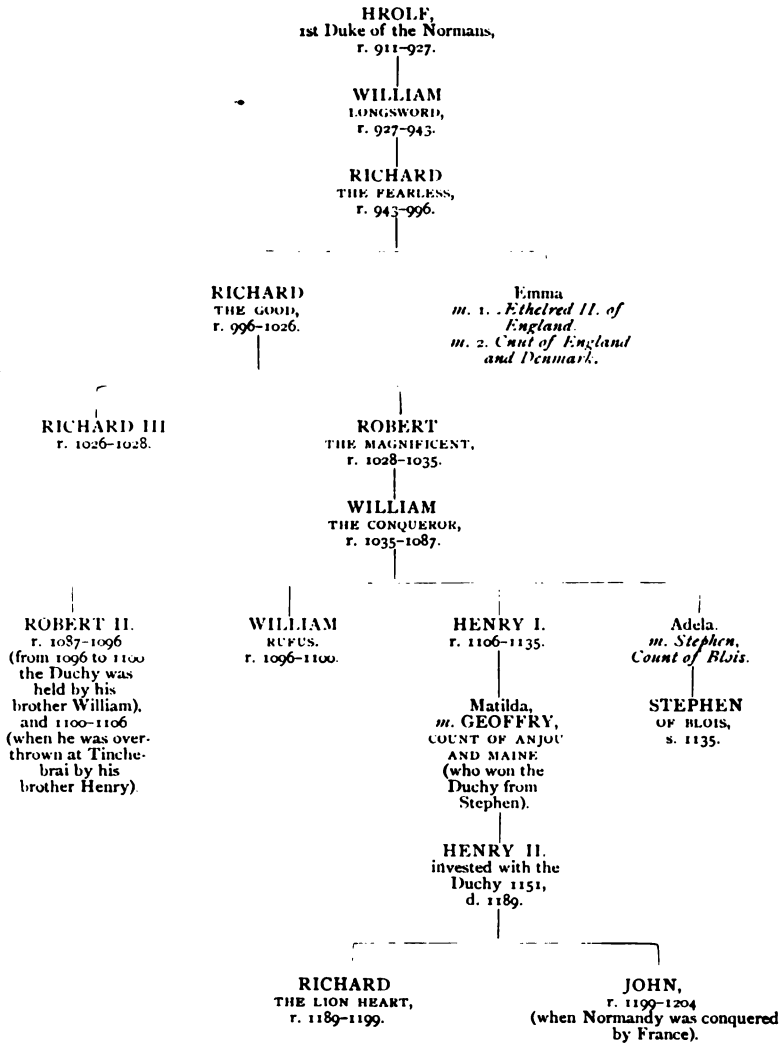 HROLF,
1st Duke of the Normans,
r. 911–927.
WILLIAM
LONGSWORD,
r. 927–943.
RICHARD
THE FEARLESS,
r. 943–996.
RICHARD
THE GOOD,
r. 996–1026.
Emma
m. 1. . Ethelred II. of
England.
m. 2. Cnut of England
and Denmark.
RICHARD III
r. 1026–1028.
ROBERT
THE MAGNIFICENT,
r. 1028–1035.
WILLIAM
THE CONQUEROR,
r. 1035–1087.
ROBERT II.
r. 1087–1096
(from 1096 to 1100
the Duchy was
held by his
brother William),
and 1100–1106
(when he was over-
thrown at Tinche-
brai by his
brother Henry).
WILLIAM
RUFUS.
r. 1096–1100.
HENRY I.
r. 1106–1135.
Matilda,
m. GEOFFRY,
COUNT OF ANJOU
AND MAINE
(who won the
Duchy from
Stephen).
Adela.
m. Stephen,
Count of Blois.
STEPHEN
OF BLOIS,
s. 1135.
HENRY II.
invested with the
Duchy 1151,
d. 1189.
RICHARD
THE LION HEART,
r. 1189–1199.
JOHN,
r. 1199–1204
(when Normandy was conquered
by France).